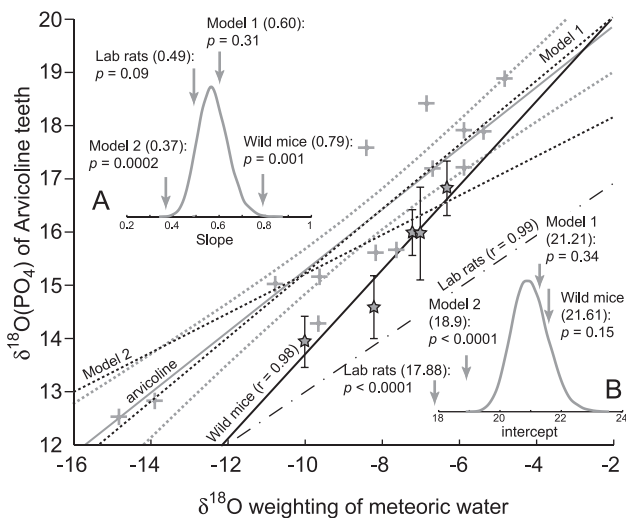 20
19
18
17
16
15
14
13
12
δ¹⁸O(PO₄) of Arvicoline teeth
-16
-14
-12
-10
-8
-6
-4
-2
δ¹⁸O weighting of meteoric water
Model 1 (0.60):
p = 0.31
Lab rats (0.49):
p = 0.09
Model 2 (0.37):
p = 0.0002
Wild mice (0.79):
p = 0.001
A
0.2
0.4
0.6
0.8
1
Slope
Model 1
Model 2
arvicoline
Wild mice (r = 0.98)
Lab rats (r = 0.99)
Model 1
(21.21):
p = 0.34
Model 2
(18.9)
p < 0.0001
Wild mice
(21.61)
p = 0.15
Lab rats (17.88):
p < 0.0001
B
18
20
22
24
intercept